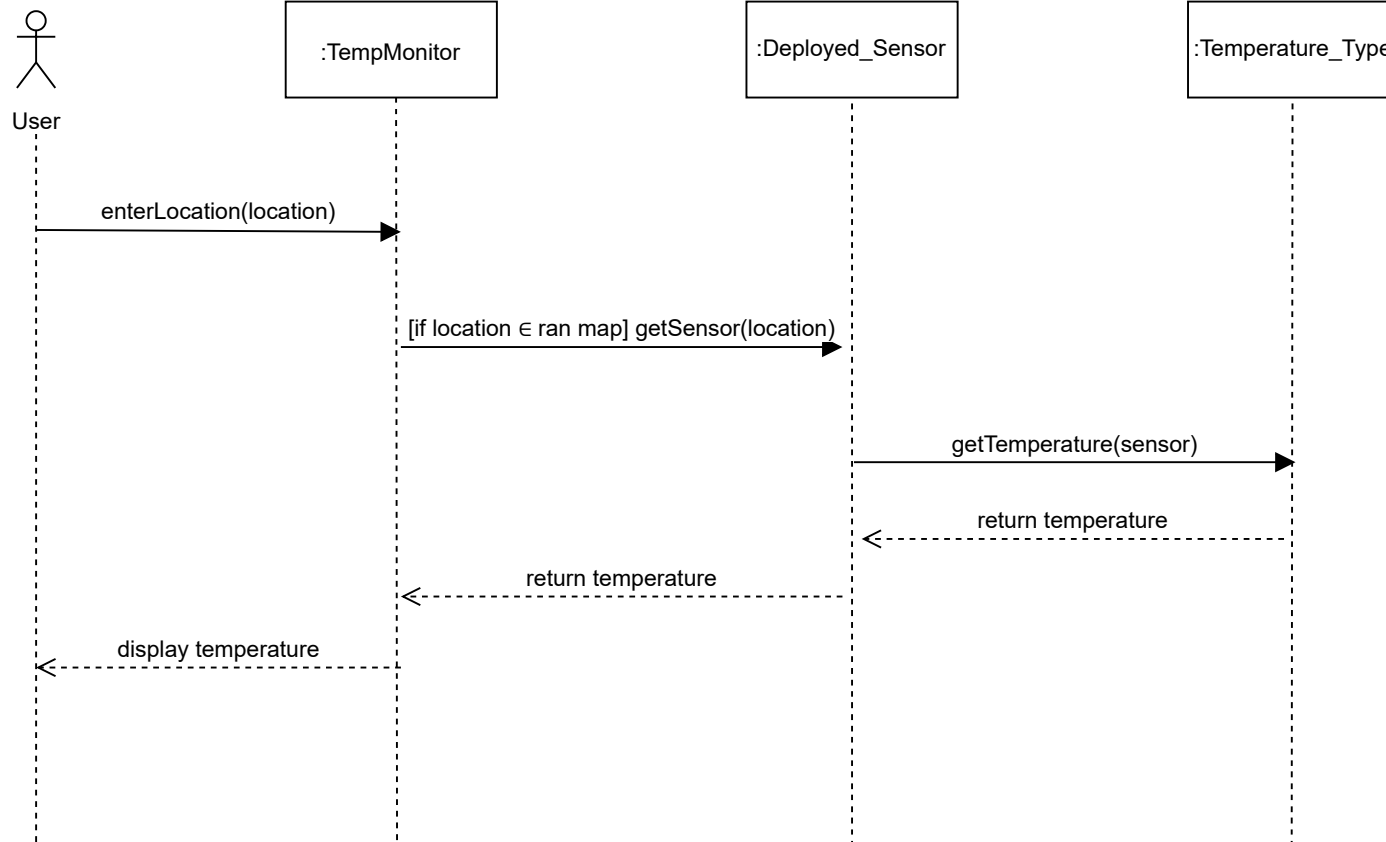 :TempMonitor
:Deployed_Sensor
:Temperature_Type
User
enterLocation(location)
[if location ∈ ran map] getSensor(location)
getTemperature(sensor)
return temperature
return temperature
display temperature